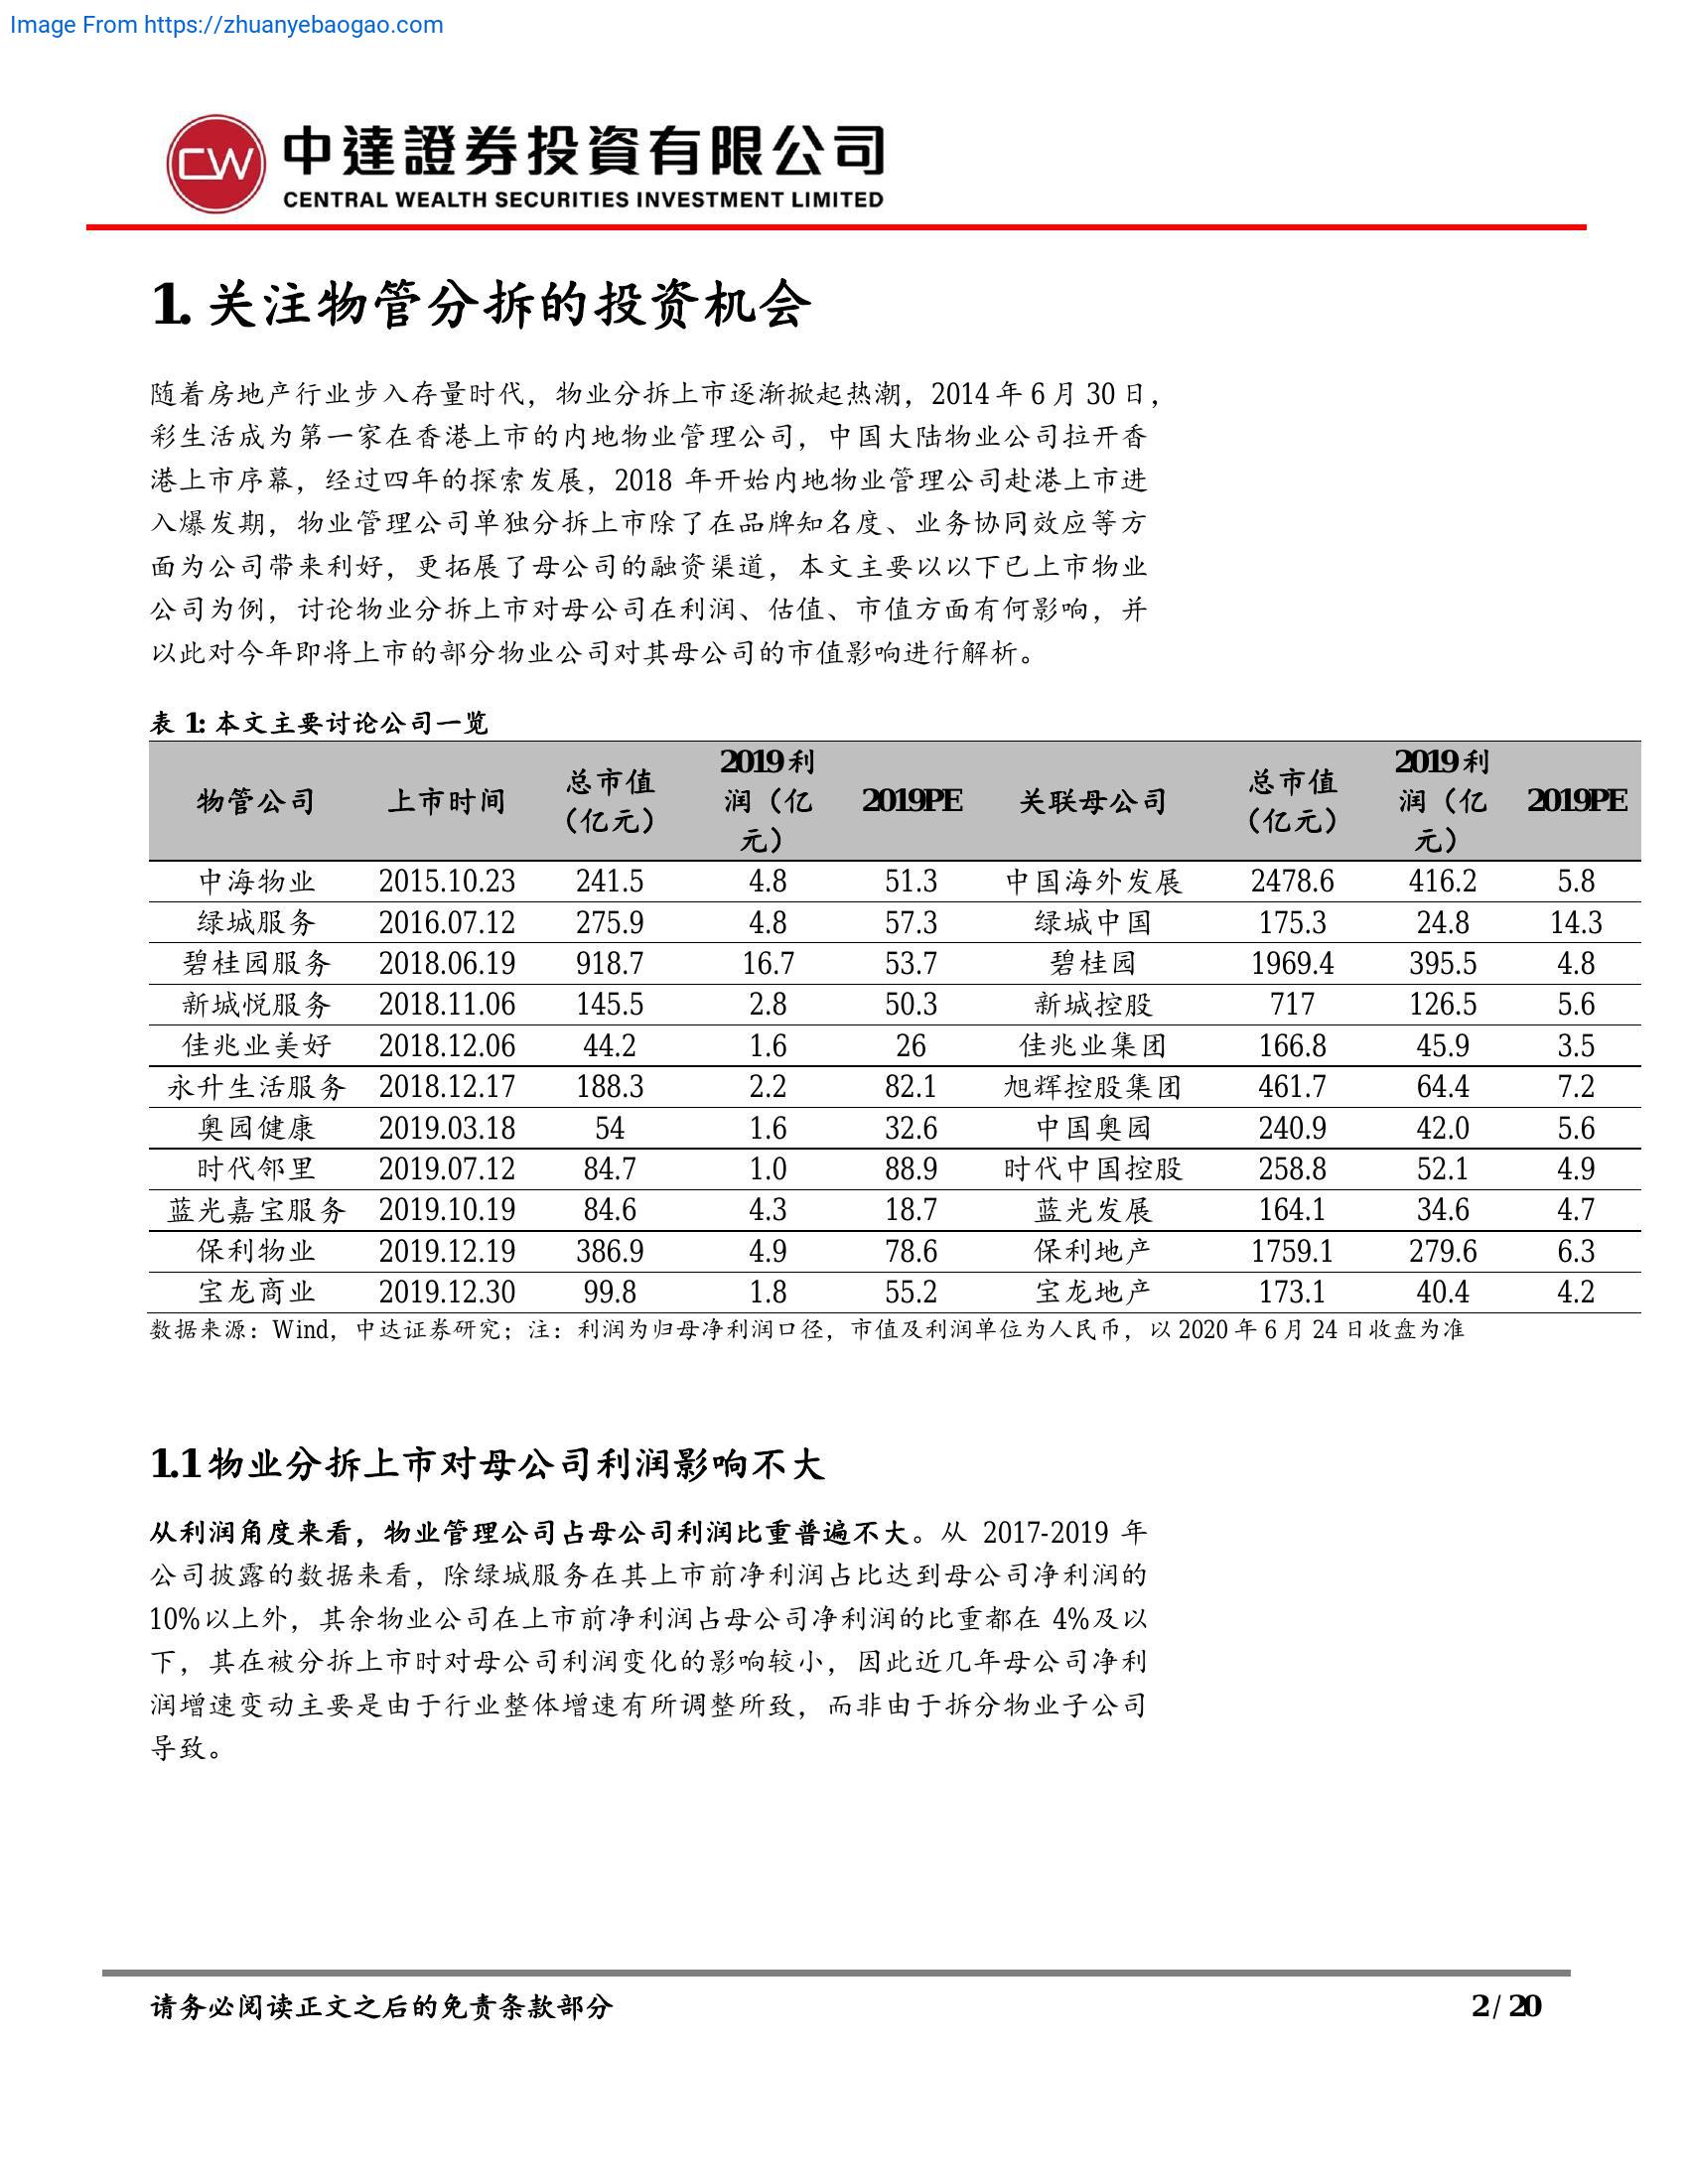 Image From https://zhuanyebaogao.com
CW
中達證券投資有限公司
CENTRAL WEALTH SECURITIES INVESTMENT LIMITED
1. 关注物管分拆的投资机会
随着房地产行业步入存量时代，物业分拆上市逐渐掀起热潮，2014 年 6 月 30 日，
彩生活成为第一家在香港上市的内地物业管理公司，中国大陆物业公司拉开香
港上市序幕，经过四年的探索发展，2018 年开始内地物业管理公司赴港上市进
入爆发期，物业管理公司单独分拆上市除了在品牌知名度、业务协同效应等方
面为公司带来利好，更拓展了母公司的融资渠道，本文主要以以下已上市物业
公司为例，讨论物业分拆上市对母公司在利润、估值、市值方面有何影响，并
以此对今年即将上市的部分物业公司对其母公司的市值影响进行解析。
表 1: 本文主要讨论公司一览
物管公司 上市时间 总市值（亿元） 2019 利润（亿元） 2019PE 关联母公司 总市值（亿元） 2019 利润（亿元） 2019PE
中海物业 2015.10.23 241.5 4.8 51.3 中国海外发展 2478.6 416.2 5.8
绿城服务 2016.07.12 275.9 4.8 57.3 绿城中国 175.3 24.8 14.3
碧桂园服务 2018.06.19 918.7 16.7 53.7 碧桂园 1969.4 395.5 4.8
新城悦服务 2018.11.06 145.5 2.8 50.3 新城控股 717 126.5 5.6
佳兆业美好 2018.12.06 44.2 1.6 26 佳兆业集团 166.8 45.9 3.5
永升生活服务 2018.12.17 188.3 2.2 82.1 旭辉控股集团 461.7 64.4 7.2
奥园健康 2019.03.18 54 1.6 32.6 中国奥园 240.9 42.0 5.6
时代邻里 2019.07.12 84.7 1.0 88.9 时代中国控股 258.8 52.1 4.9
蓝光嘉宝服务 2019.10.19 84.6 4.3 18.7 蓝光发展 164.1 34.6 4.7
保利物业 2019.12.19 386.9 4.9 78.6 保利地产 1759.1 279.6 6.3
宝龙商业 2019.12.30 99.8 1.8 55.2 宝龙地产 173.1 40.4 4.2
数据来源：Wind，中达证券研究；注：利润为归母净利润口径，市值及利润单位为人民币，以 2020 年 6 月 24 日收盘为准
1.1 物业分拆上市对母公司利润影响不大
从利润角度来看，物业管理公司占母公司利润比重普遍不大。从 2017-2019 年
公司披露的数据来看，除绿城服务在其上市前净利润占比达到母公司净利润的
10%以上外，其余物业公司在上市前净利润占母公司净利润的比重都在 4%及以
下，其在被分拆上市时对母公司利润变化的影响较小，因此近几年母公司净利
润增速变动主要是由于行业整体增速有所调整所致，而非由于拆分物业子公司
导致。
请务必阅读正文之后的免责条款部分
2 / 20